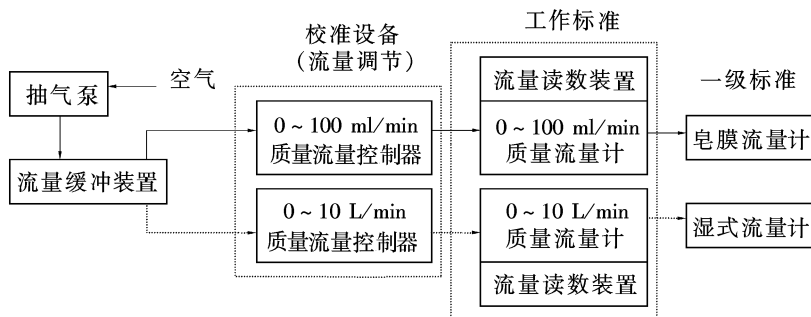 工作标准
校准设备
(流量调节)
一级标准
空气
抽气泵
流量缓冲装置
0~100 ml/min
质量流量控制器
0~10 L/min
质量流量控制器
流量读数装置
0~100 ml/min
质量流量计
0~10 L/min
质量流量计
流量读数装置
皂膜流量计
湿式流量计